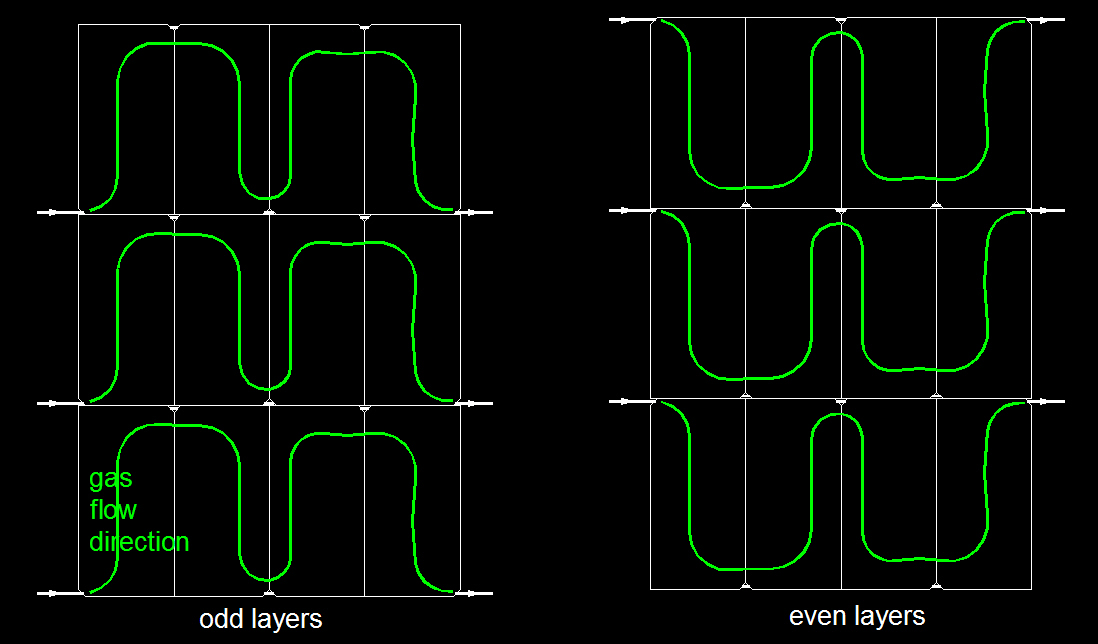 gas
flow
direction
odd layers
even layers